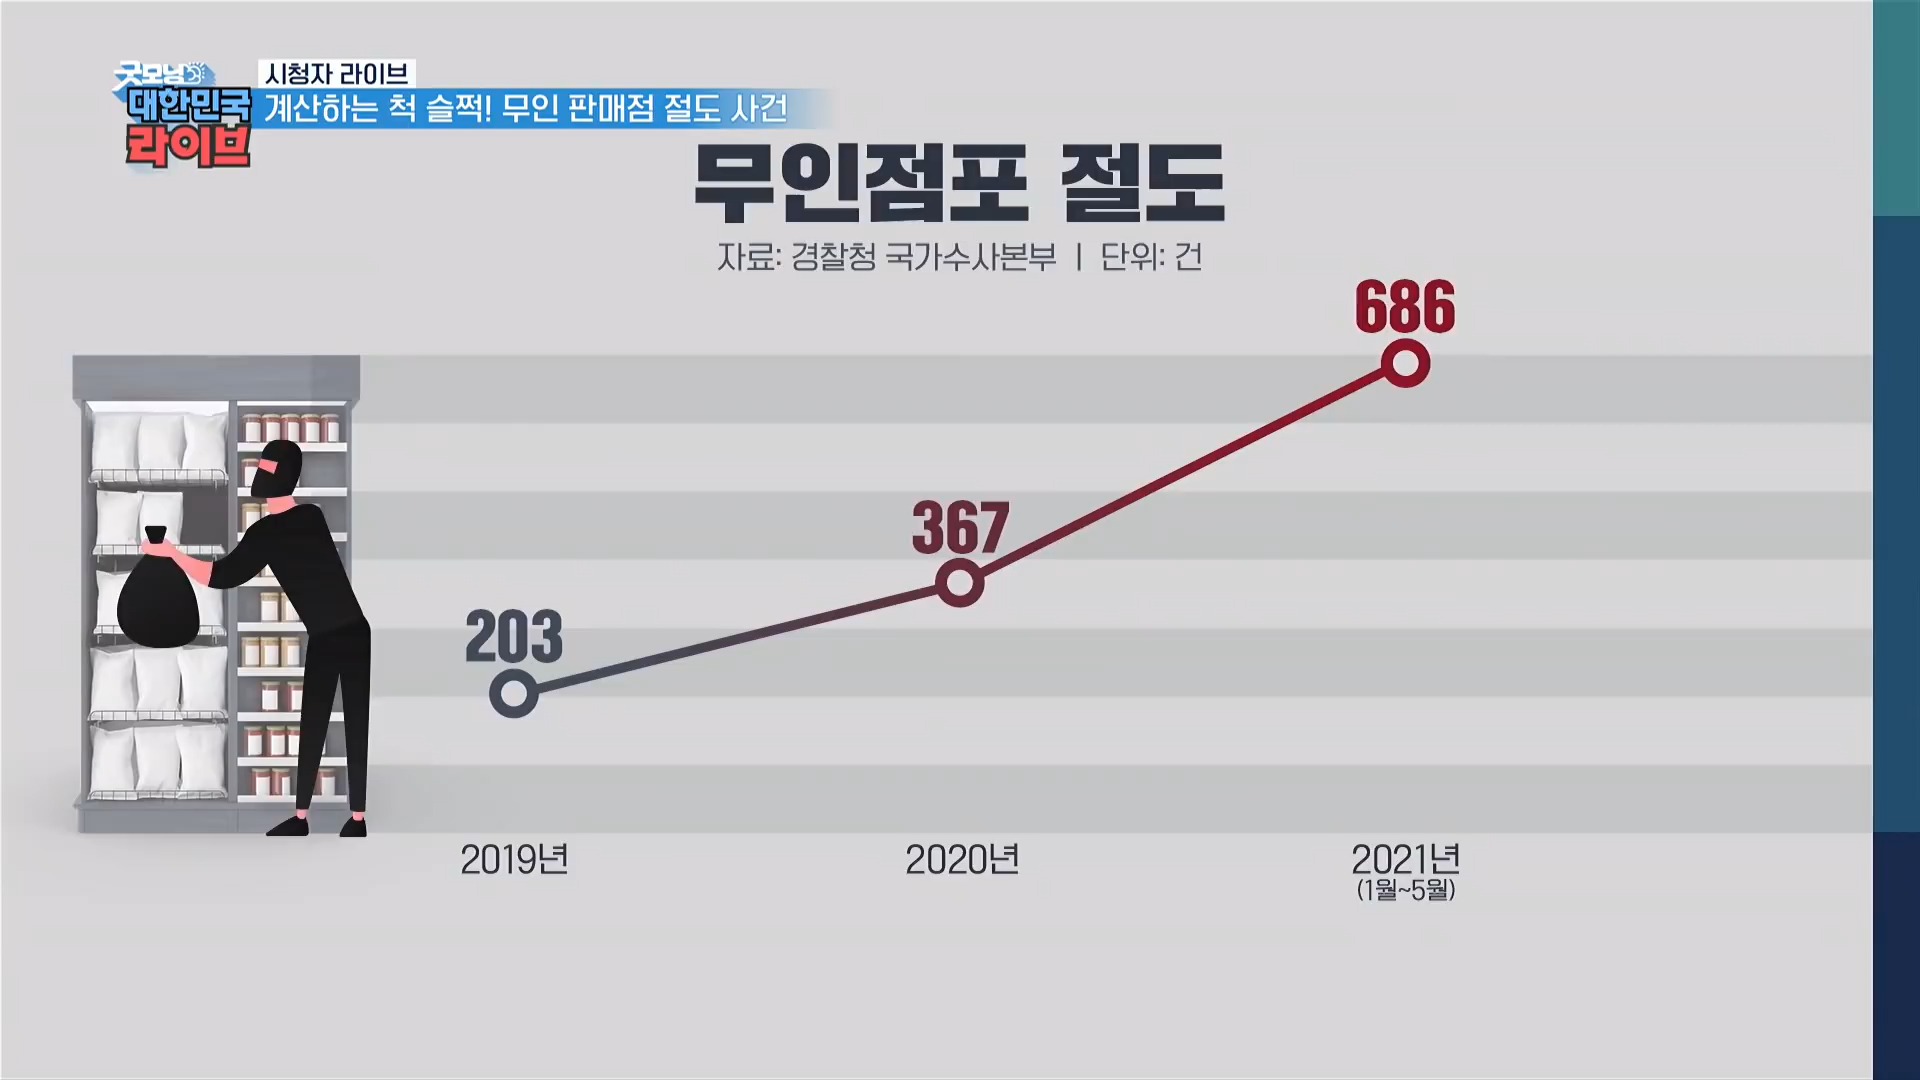 굿모닝
대한민국
라이브
시청자 라이브
계산하는 척 슬쩍! 무인 판매점 절도 사건
무인점포 절도
자료: 경찰청 국가수사본부 | 단위: 건
686
367
203
2019년
2020년
2021년
(1월~5월)